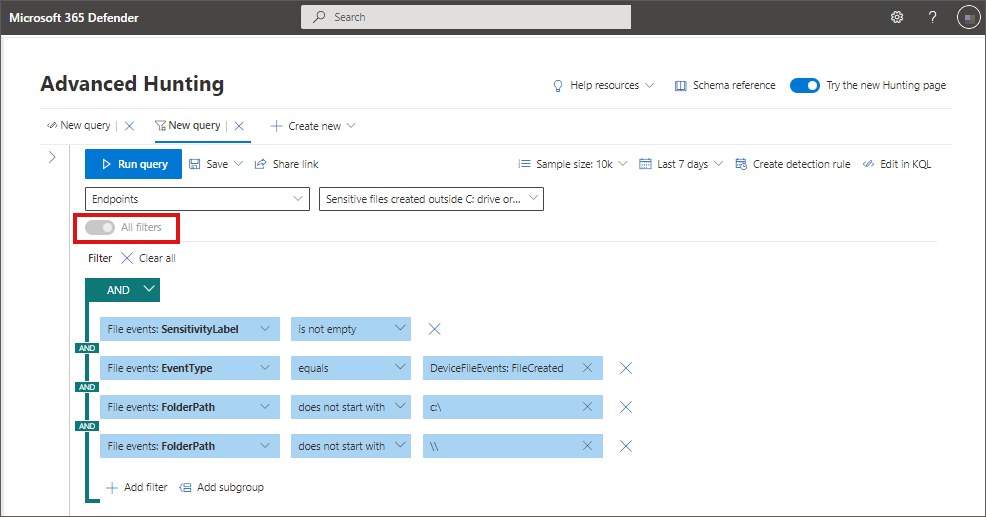 Microsoft 365 Defender
Search
?
Advanced Hunting
Help resources
Schema reference
Try the new Hunting page
New query
New query
Create new
Run query
Save
Share link
Sample size: 10k
Last 7 days
Create detection rule
Edit in KQL
Endpoints
Sensitive files created outside C: drive or...
All filters
Filter
Clear all
AND
File events: SensitivityLabel
is not empty
AND
File events: EventType
equals
DeviceFileEvents: FileCreated
AND
File events: FolderPath
does not start with
c:\
AND
File events: FolderPath
does not start with
\\
Add filter
Add subgroup